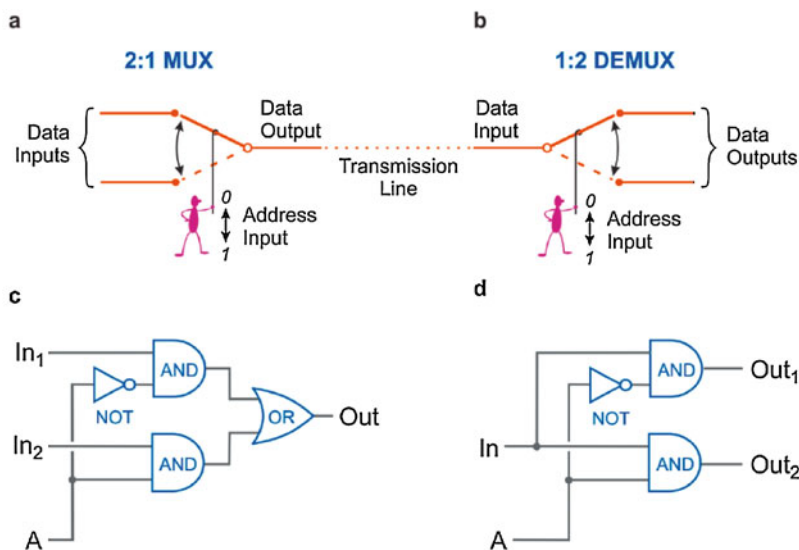 a
2:1 MUX
Data
Inputs
Data
Output
0
1
Address
Input
Transmission
Line
b
1:2 DEMUX
Data
Input
Data
Outputs
0
1
Address
Input
c
In1
AND
NOT
OR
Out
In2
AND
A
d
AND
Out1
NOT
In
AND
Out2
A